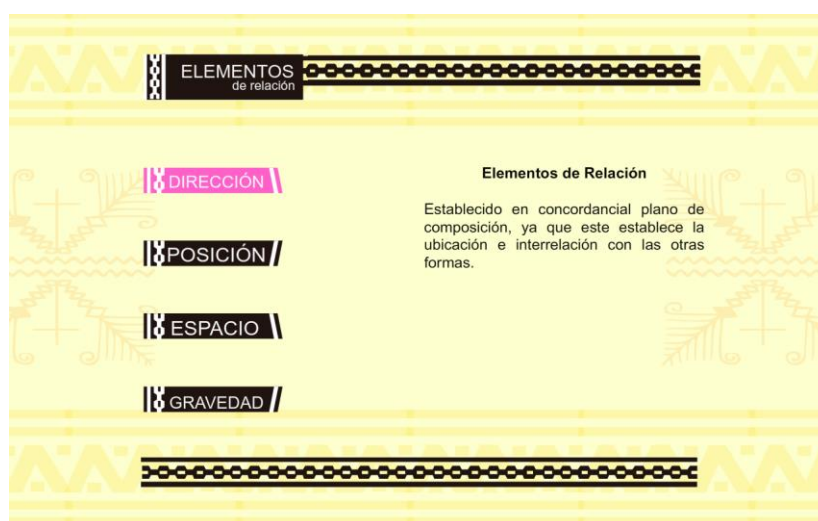 ELEMENTOS
de relación
DIRECCIÓN
POSICIÓN
ESPACIO
GRAVEDAD
Elementos de Relación
Establecido en concordancial plano de
composición, ya que este establece la
ubicación e interrelación con las otras
formas.